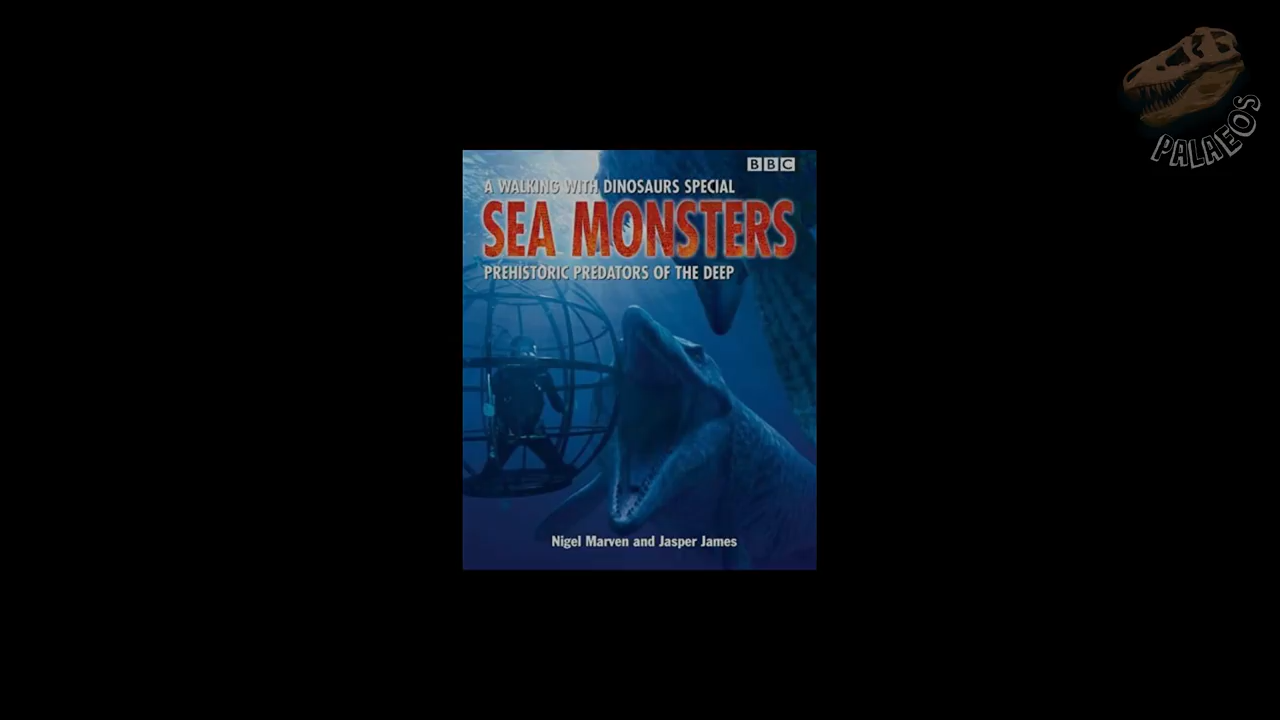 BBC
A WALKING WITH DINOSAURS SPECIAL
SEA MONSTERS
PREHISTORIC PREDATORS OF THE DEEP
Nigel Marven and Jasper James
PALAEOS